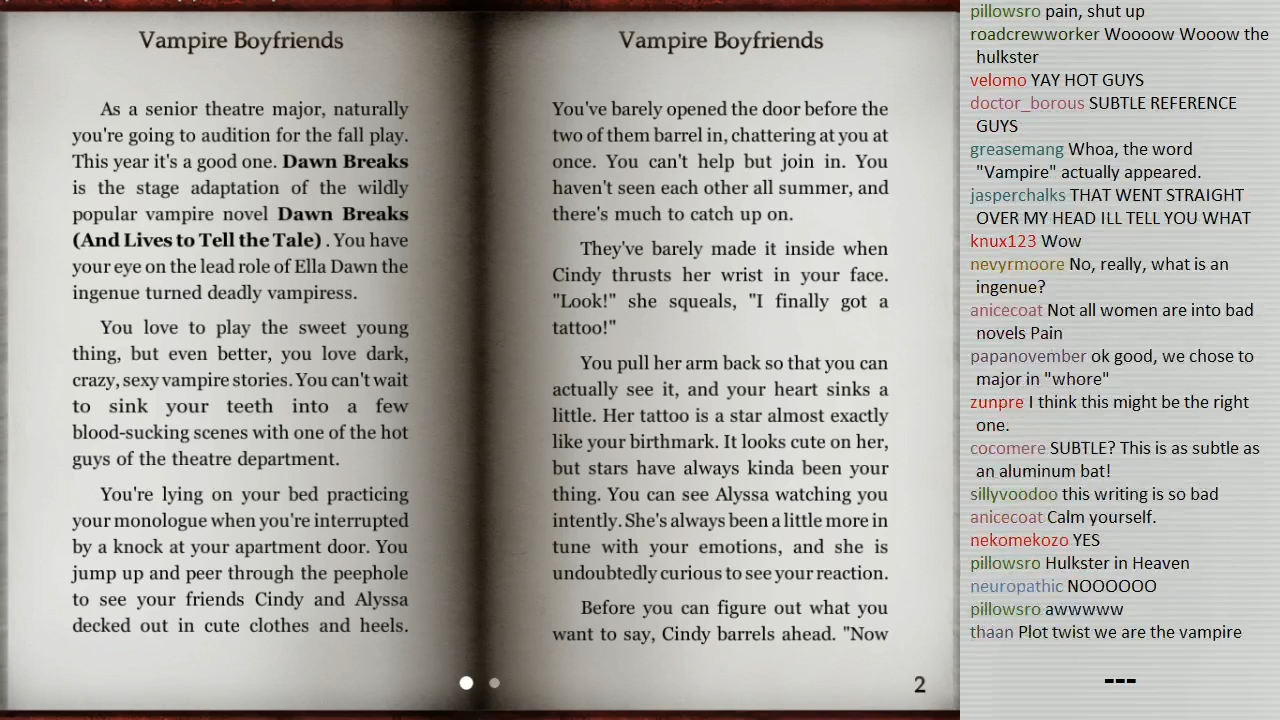 Vampire Boyfriends
As a senior theatre major, naturally
you're going to audition for the fall play.
This year it's a good one. Dawn Breaks
is the stage adaptation of the wildly
popular vampire novel Dawn Breaks
(And Lives to Tell the Tale) . You have
your eye on the lead role of Ella Dawn the
ingenue turned deadly vampiress.
You love to play the sweet young
thing, but even better, you love dark,
crazy, sexy vampire stories. You can't wait
to sink your teeth into a few
blood-sucking scenes with one of the hot
guys of the theatre department.
You're lying on your bed practicing
your monologue when you're interrupted
by a knock at your apartment door. You
jump up and peer through the peephole
to see your friends Cindy and Alyssa
decked out in cute clothes and heels.
Vampire Boyfriends
You've barely opened the door before the
two of them barrel in, chattering at you at
once. You can't help but join in. You
haven't seen each other all summer, and
there's much to catch up on.
They've barely made it inside when
Cindy thrusts her wrist in your face.
"Look!" she squeals, "I finally got a
tattoo!"
You pull her arm back so that you can
actually see it, and your heart sinks a
little. Her tattoo is a star almost exactly
like your birthmark. It looks cute on her,
but stars have always kinda been your
thing. You can see Alyssa watching you
intently. She's always been a little more in
tune with your emotions, and she is
undoubtedly curious to see your reaction.
Before you can figure out what you
want to say, Cindy barrels ahead. "Now
2
pillowsro pain, shut up
roadcrewworker Woooow Wooow the
hulkster
velomo YAY HOT GUYS
doctor_borous SUBTLE REFERENCE
GUYS
greasemang Whoa, the word
"Vampire" actually appeared.
jasperchalks THAT WENT STRAIGHT
OVER MY HEAD ILL TELL YOU WHAT
knux123 Wow
nevyrmoore No, really, what is an
ingenue?
anicecoat Not all women are into bad
novels Pain
papanovember ok good, we chose to
major in "whore"
zunpre I think this might be the right
one.
cocomere SUBTLE? This is as subtle as
an aluminum bat!
sillyvoodoo this writing is so bad
anicecoat Calm yourself.
nekomekozo YES
pillowsro Hulkster in Heaven
neuropathic NOOOOOO
pillowsro awwwww
thaan Plot twist we are the vampire
---